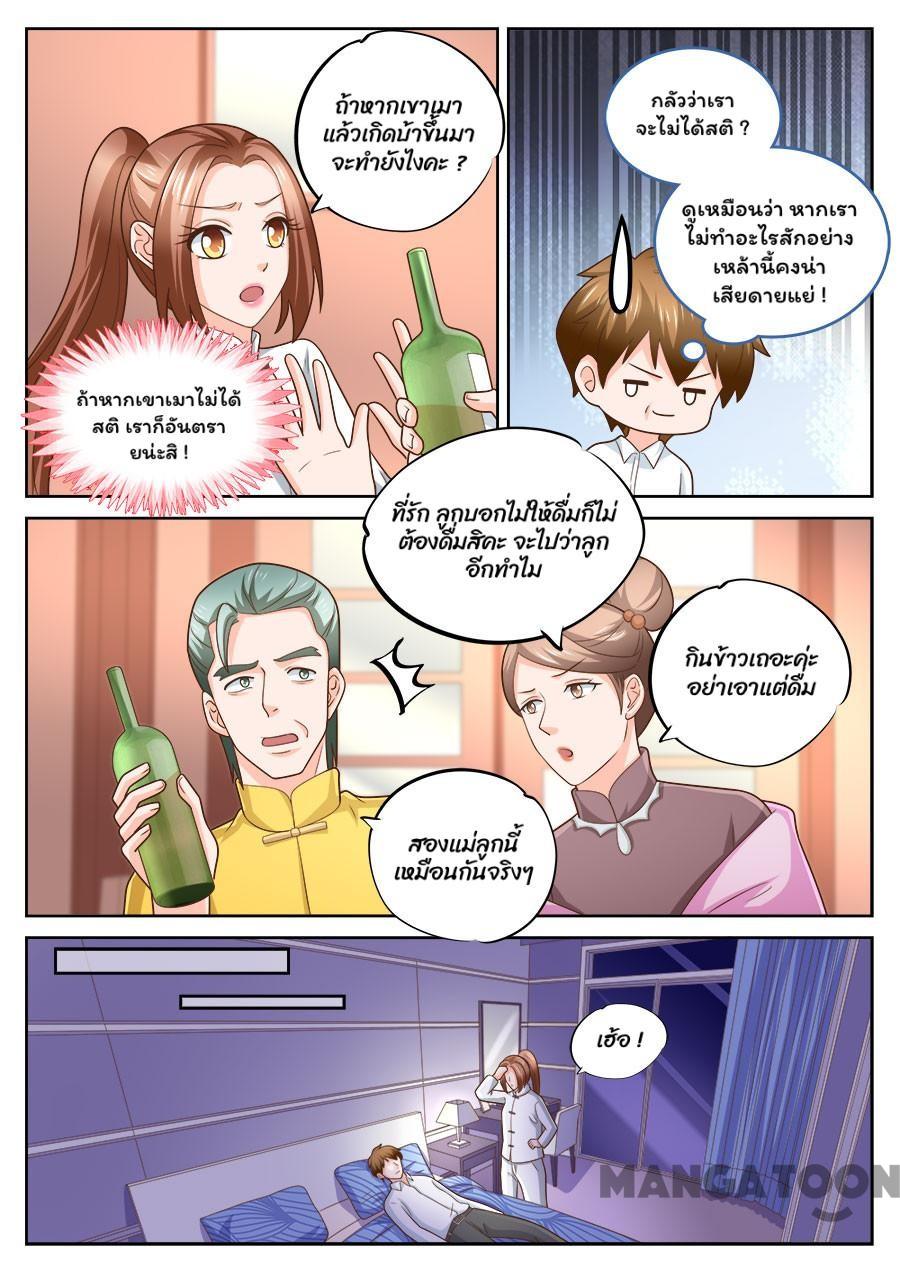 ถ้าหากเขาเมา
แล้วเกิดบ้าขึ้นมา
จะทำยังไงคะ ?
ถ้าหากเขาเมาไม่ได้
สติ เราก็อันตรา
ยน่ะสิ !
กลัวว่าเรา
จะไม่ได้สติ ?
ดูเหมือนว่า หากเรา
ไม่ทำอะไรสักอย่าง
เหล้านี้คงน่า
เสียดายแย่ !
ที่รัก ลูกบอกไม่ให้ดื่มก็ไม่
ต้องดื่มสิคะ จะไปว่าลูก
อีกทำไม
กินข้าวเถอะค่ะ
อย่าเอาแต่ดื่ม
สองแม่ลูกนี้
เหมือนกันจริงๆ
เฮ้อ !
MANGATOON